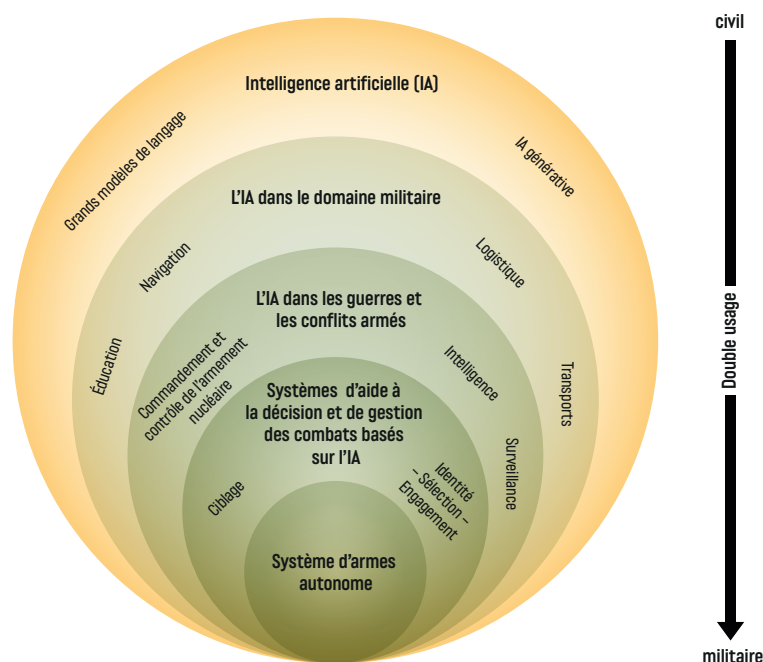 civil
Intelligence artificielle (IA)
Grands modèles de langage
IA générative
L'IA dans le domaine militaire
Navigation
Logistique
Éducation
Transports
L'IA dans les guerres et
les conflits armés
Commandement et
contrôle de l'armement
nucléaire
Intelligence
Surveillance
Systèmes d'aide à
la décision et de gestion
des combats basés
sur l'IA
Ciblage
Identité
– Sélection –
Engagement
Système d'armes
autonome
Double usage
militaire